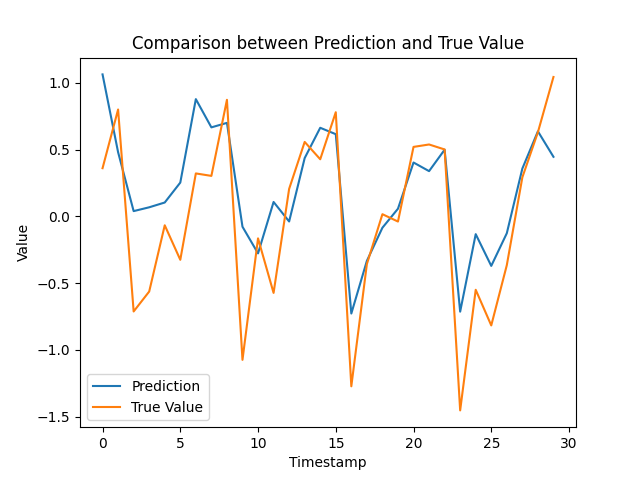 Comparison between Prediction and True Value
Value
1.0
0.5
0.0
−0.5
−1.0
−1.5
Prediction
True Value
0 5 10 15 20 25 30
Timestamp